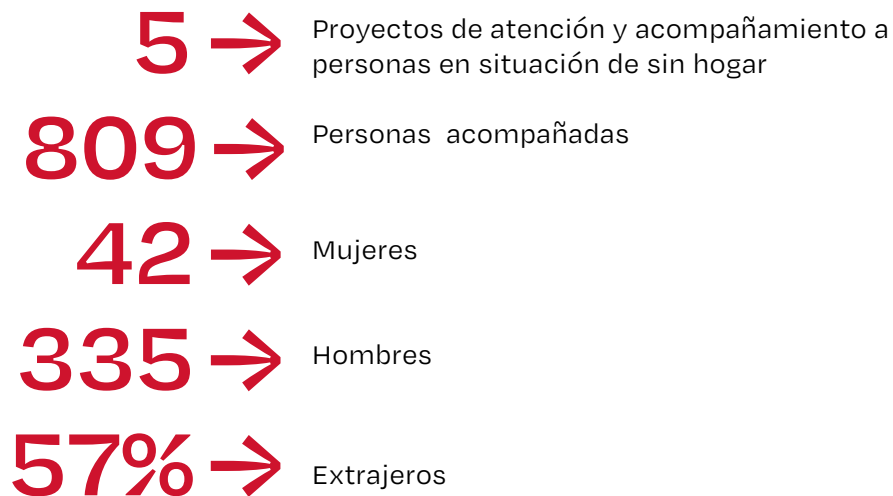 5 → Proyectos de atención y acompañamiento a
personas en situación de sin hogar
809 → Personas acompañadas
42 → Mujeres
335 → Hombres
57% → Extrajeros